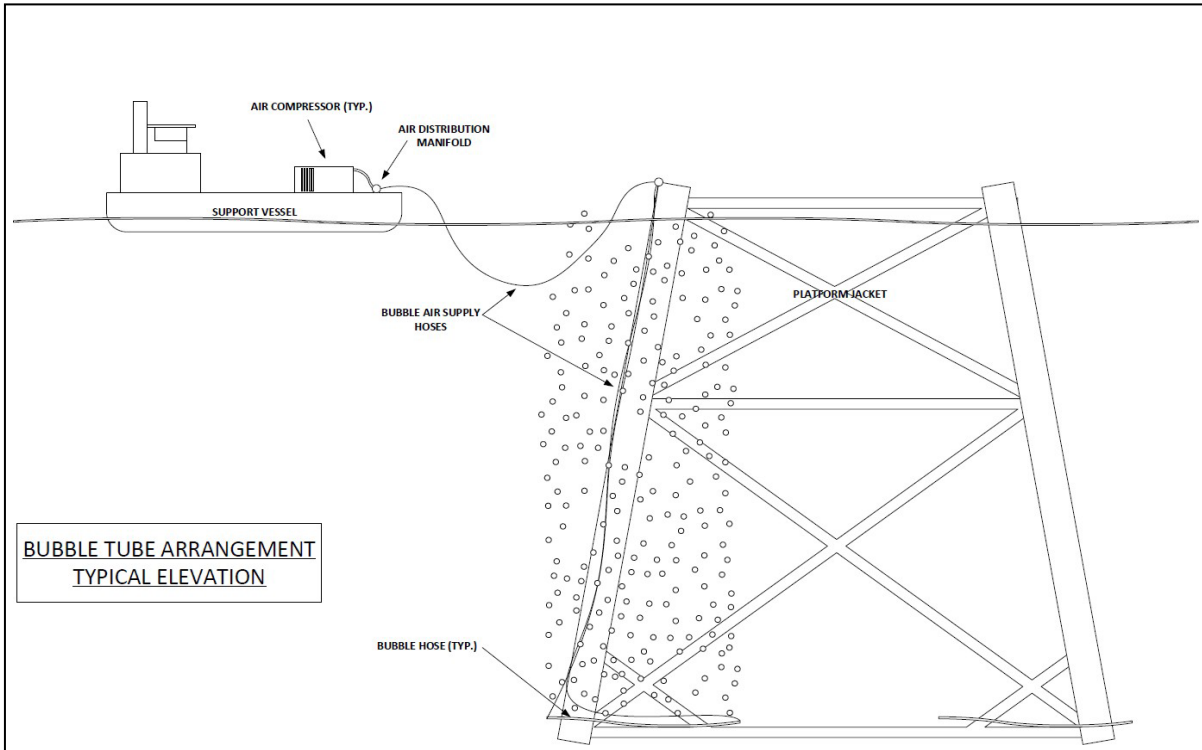 AIR COMPRESSOR (TYP.)
AIR DISTRIBUTION
MANIFOLD
SUPPORT VESSEL
PLATFORM JACKET
BUBBLE AIR SUPPLY
HOSES
BUBBLE TUBE ARRANGEMENT
TYPICAL ELEVATION
BUBBLE HOSE (TYP.)